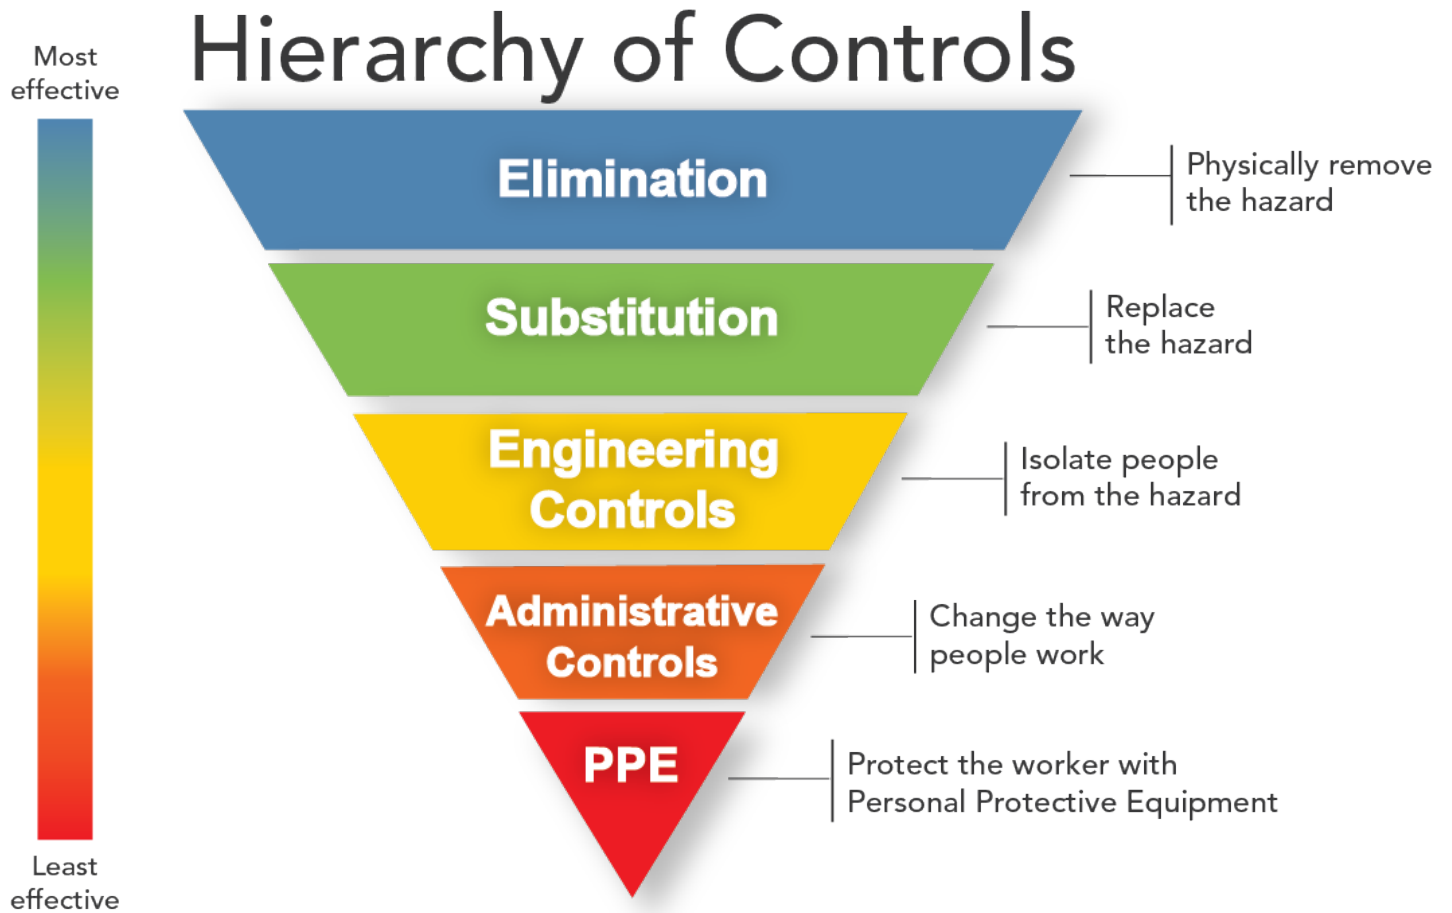 Hierarchy of Controls
Most
effective
Elimination
Physically remove
the hazard
Substitution
Replace
the hazard
Engineering
Controls
Isolate people
from the hazard
Administrative
Controls
Change the way
people work
PPE
Protect the worker with
Personal Protective Equipment
Least
effective